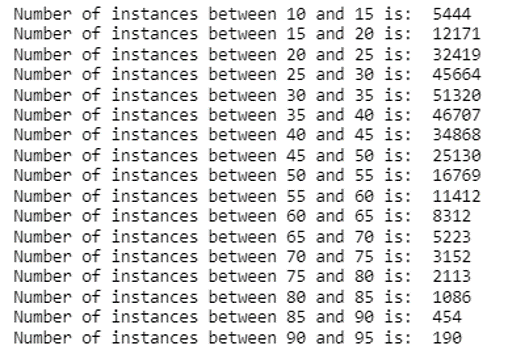 Number of instances between 10 and 15 is:  5444
Number of instances between 15 and 20 is:  12171
Number of instances between 20 and 25 is:  32419
Number of instances between 25 and 30 is:  45664
Number of instances between 30 and 35 is:  51320
Number of instances between 35 and 40 is:  46707
Number of instances between 40 and 45 is:  34868
Number of instances between 45 and 50 is:  25130
Number of instances between 50 and 55 is:  16769
Number of instances between 55 and 60 is:  11412
Number of instances between 60 and 65 is:  8312
Number of instances between 65 and 70 is:  5223
Number of instances between 70 and 75 is:  3152
Number of instances between 75 and 80 is:  2113
Number of instances between 80 and 85 is:  1086
Number of instances between 85 and 90 is:  454
Number of instances between 90 and 95 is:  190